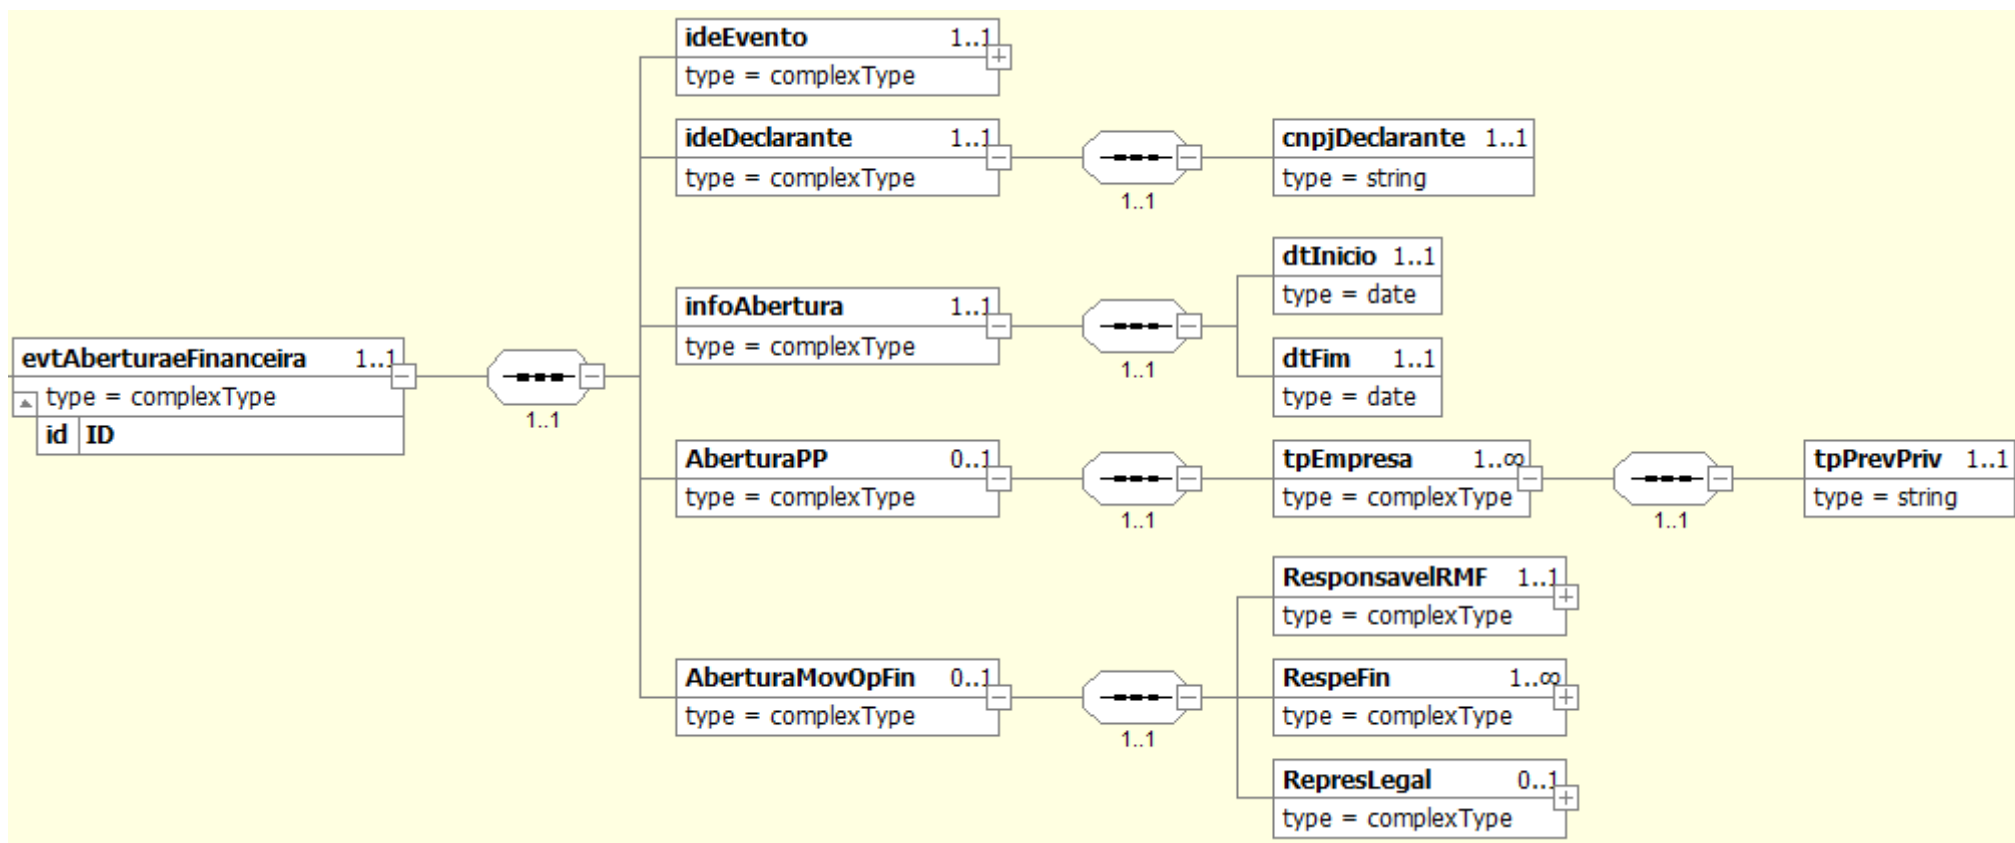 ideEvento 1..1
type = complexType
ideDeclarante 1..1
type = complexType
1..1
cnpjDeclarante 1..1
type = string
infoAbertura 1..1
type = complexType
1..1
dtInicio 1..1
type = date
dtFim 1..1
type = date
evtAberturaeFinanceira 1..1
type = complexType
id ID
1..1
AberturaPP 0..1
type = complexType
1..1
tpEmpresa 1..∞
type = complexType
1..1
tpPrevPriv 1..1
type = string
AberturaMovOpFin 0..1
type = complexType
1..1
ResponsavelRMF 1..1
type = complexType
RespeFin 1..∞
type = complexType
RepresLegal 0..1
type = complexType